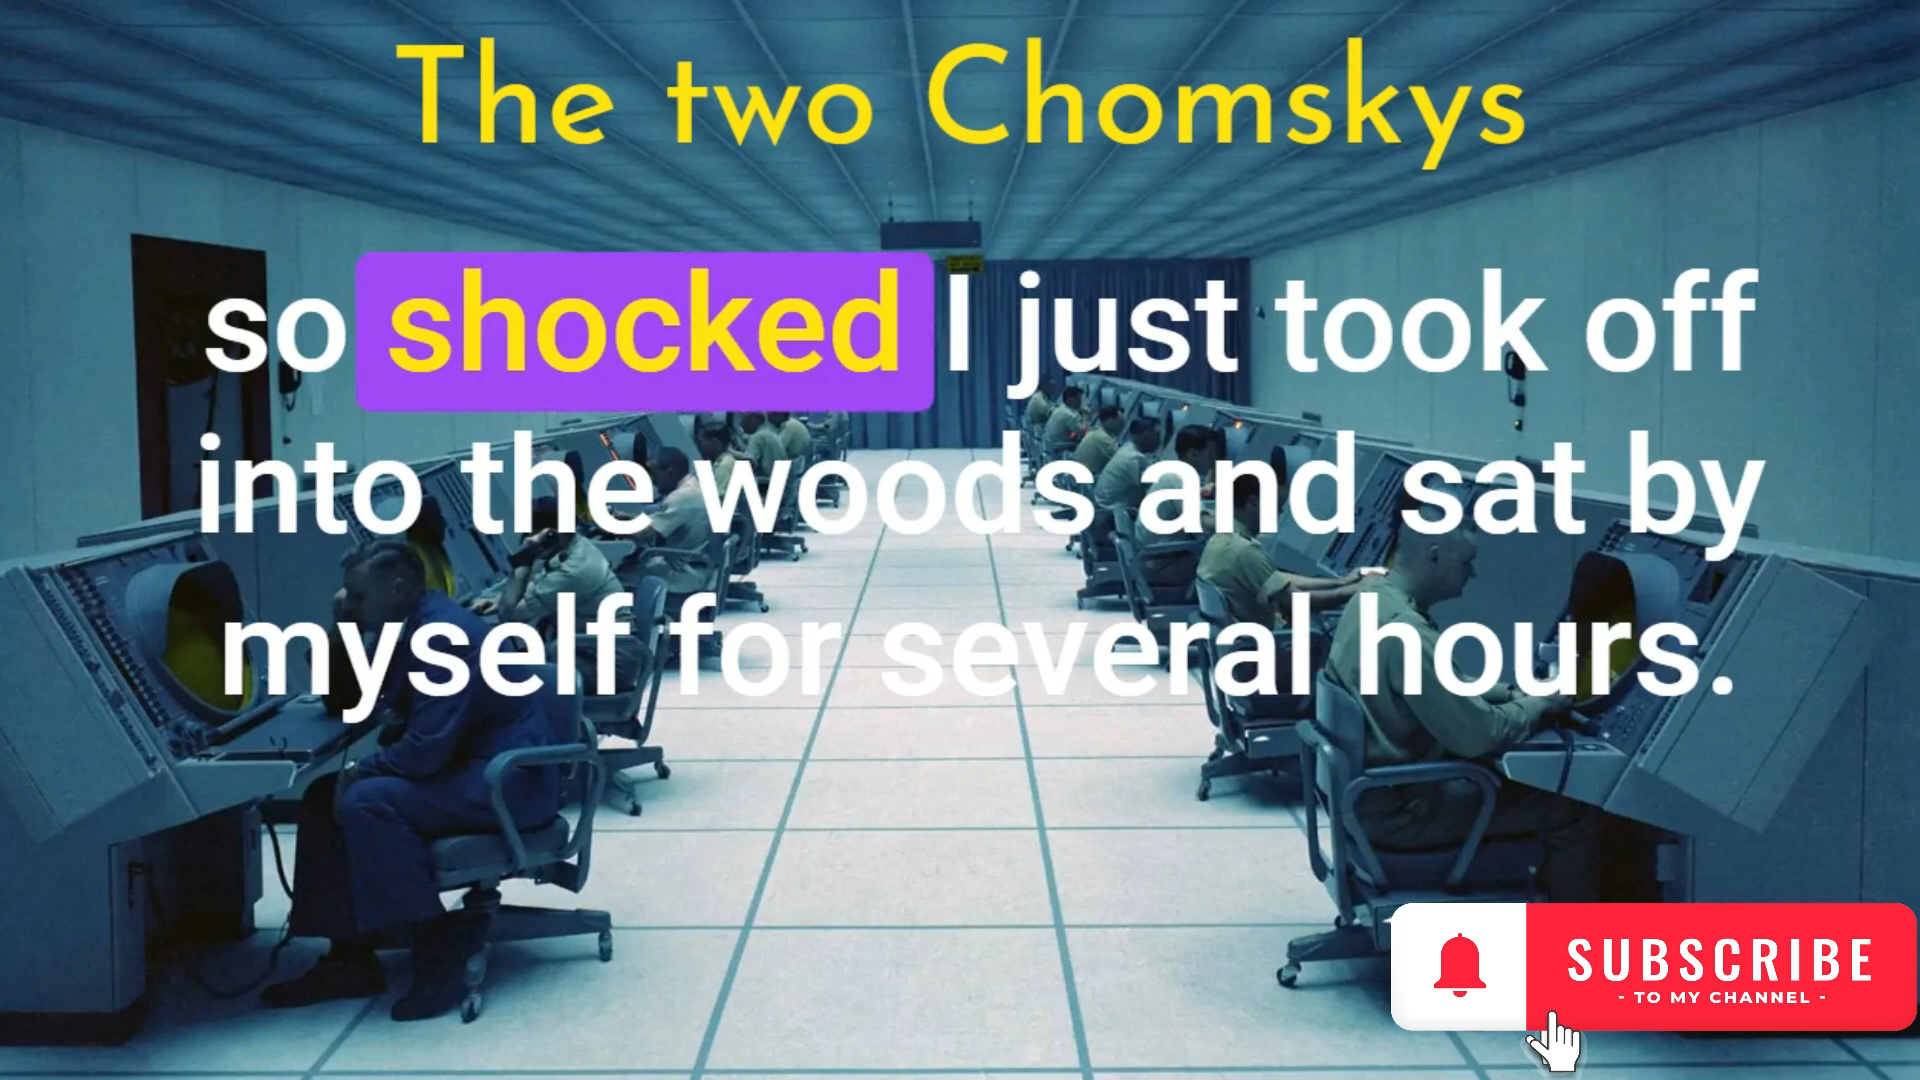 The two Chomskys
so shocked I just took off
into the woods and sat by
myself for several hours.
SUBSCRIBE
- TO MY CHANNEL -